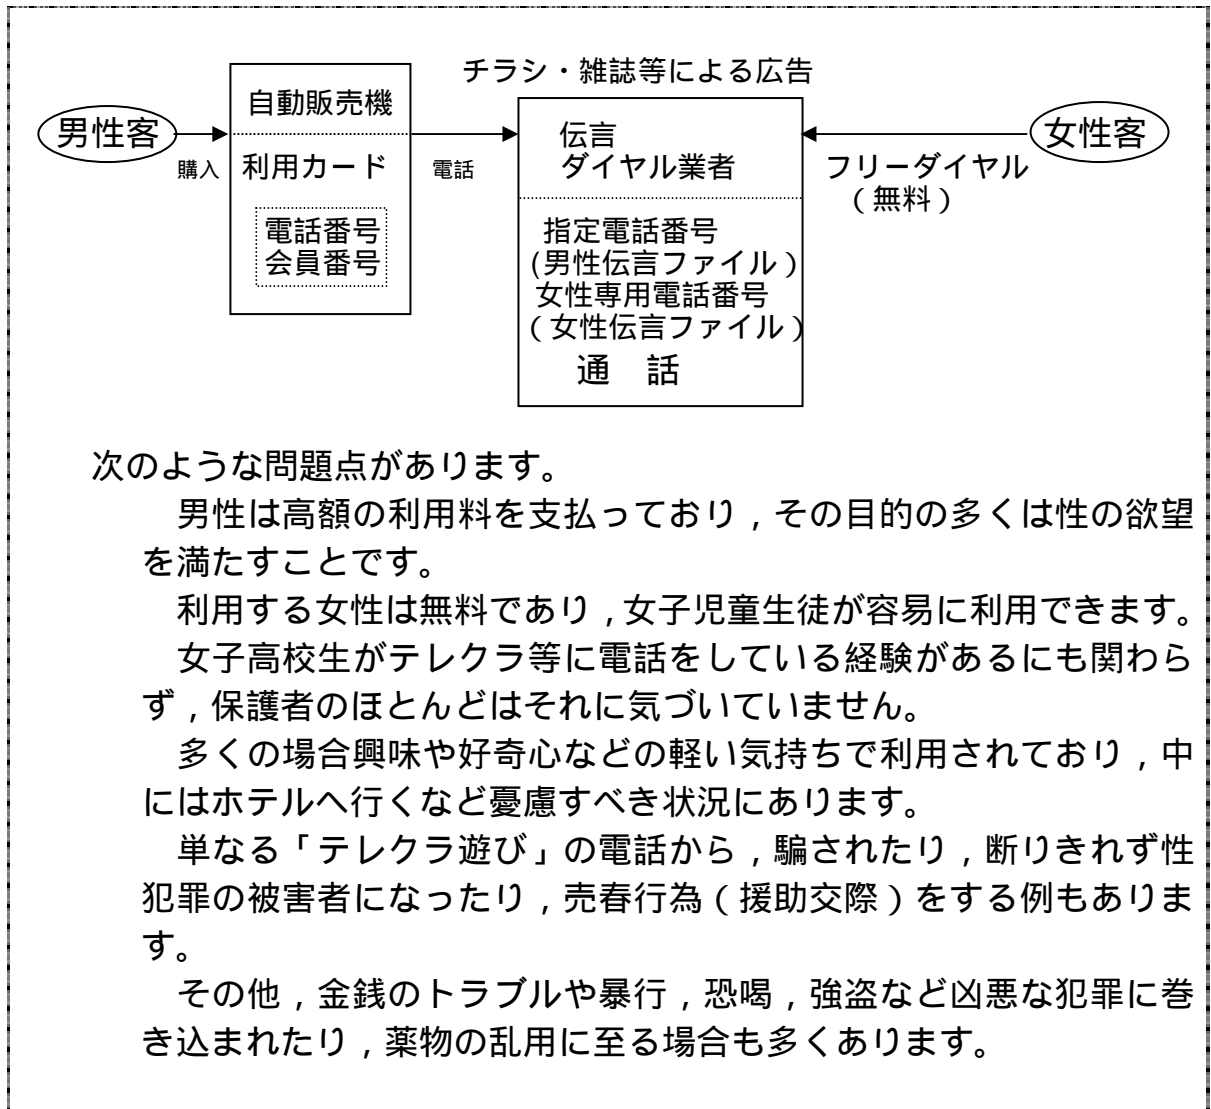 チラシ・雑誌等による広告
男性客
購入
自動販売機
利用カード
電話番号
会員番号
電話
伝言
ダイヤル業者
指定電話番号
(男性伝言ファイル)
女性専用電話番号
(女性伝言ファイル)
通 話
女性客
フリーダイヤル
(無料)
次のような問題点があります。
男性は高額の利用料を支払っており,その目的の多くは性の欲望
を満たすことです。
利用する女性は無料であり,女子児童生徒が容易に利用できます。
女子高校生がテレクラ等に電話をしている経験があるにも関わら
ず,保護者のほとんどはそれに気づいていません。
多くの場合興味や好奇心などの軽い気持ちで利用されており,中
にはホテルへ行くなど憂慮すべき状況にあります。
単なる「テレクラ遊び」の電話から,騙されたり,断りきれず性
犯罪の被害者になったり,売春行為(援助交際)をする例もありま
す。
その他,金銭のトラブルや暴行,恐喝,強盗など凶悪な犯罪に巻
き込まれたり,薬物の乱用に至る場合も多くあります。